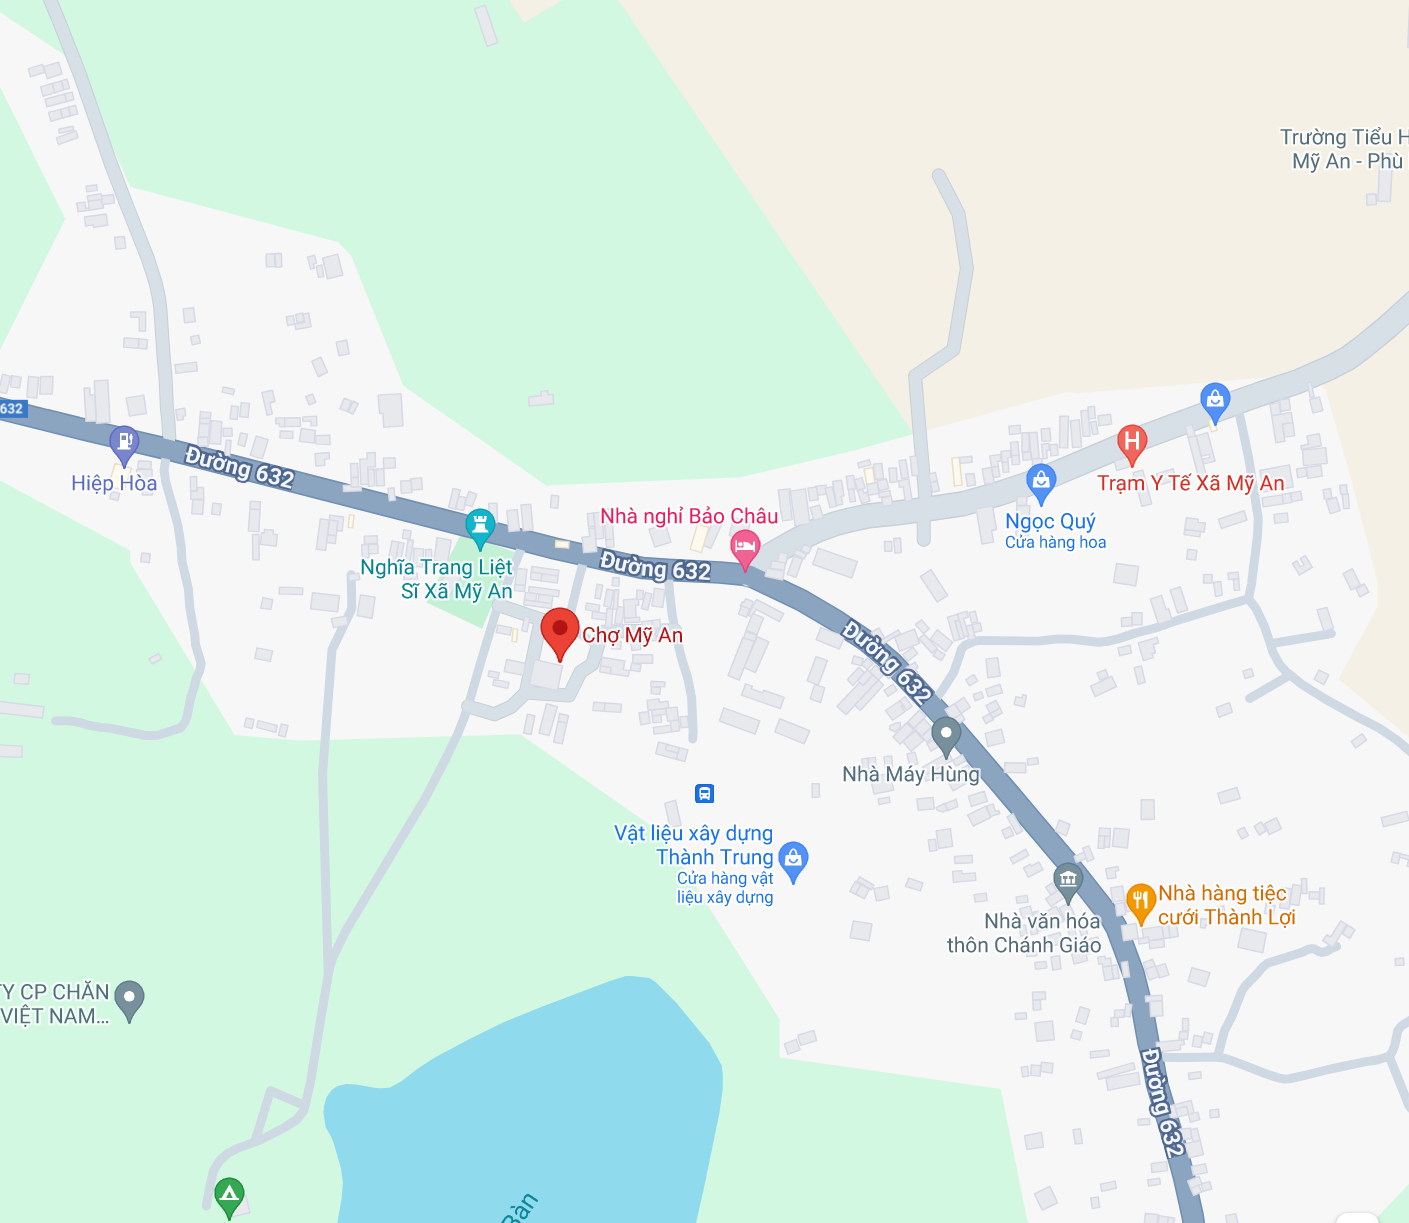 Trường Tiểu H
Mỹ An - Phù
632
Đường 632
Hiệp Hòa
Trạm Y Tế Xã Mỹ An
Nhà nghỉ Bảo Châu
Ngọc Quý
Cửa hàng hoa
Nghĩa Trang Liệt
Sĩ Xã Mỹ An
Đường 632
Chợ Mỹ An
Đường 632
Nhà Máy Hùng
Vật liệu xây dựng
Thành Trung
Cửa hàng vật
liệu xây dựng
Nhà hàng tiệc
cưới Thành Lợi
Nhà văn hóa
thôn Chánh Giáo
TY CP CHĂN
VIỆT NAM...
Đường 632
Bàn